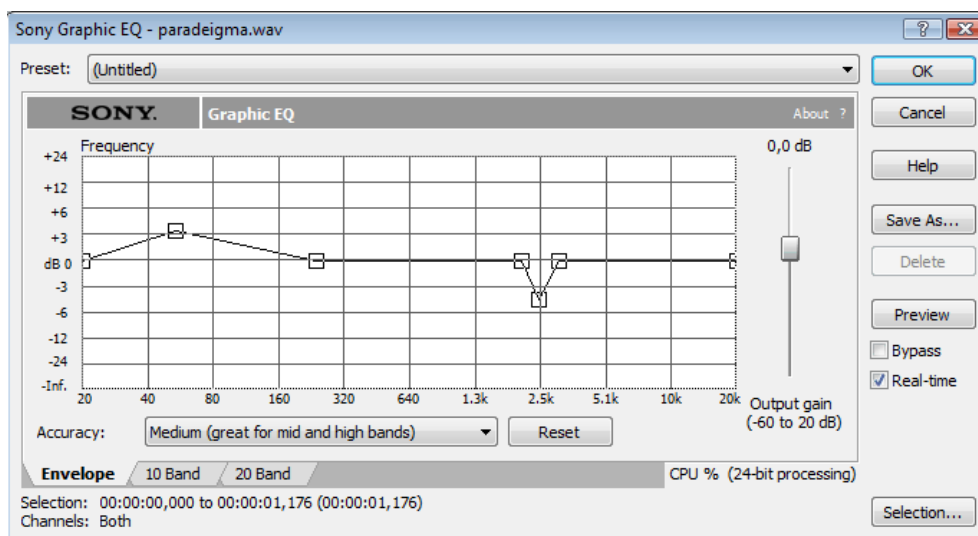 Sony Graphic EQ - paradeigma.wav
Preset: (Untitled) OK
SONY. Graphic EQ About ? Cancel
Frequency 0,0 dB
+24
+12
+6
+3
dB 0
-3
-6
-12
-24
-Inf.
20 40 80 160 320 640 1.3k 2.5k 5.1k 10k 20k
Help
Save As...
Delete
Preview
Bypass
Real-time
Output gain
(-60 to 20 dB)
Accuracy: Medium (great for mid and high bands) Reset
Envelope 10 Band 20 Band CPU % (24-bit processing)
Selection: 00:00:00,000 to 00:00:01,176 (00:00:01,176)
Channels: Both
Selection...